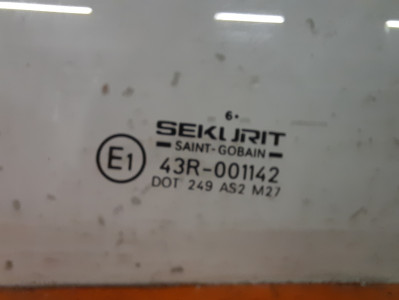 6•
SEKURIT
SAINT-GOBAIN
E1
43R-001142
DOT 249 AS2 M27